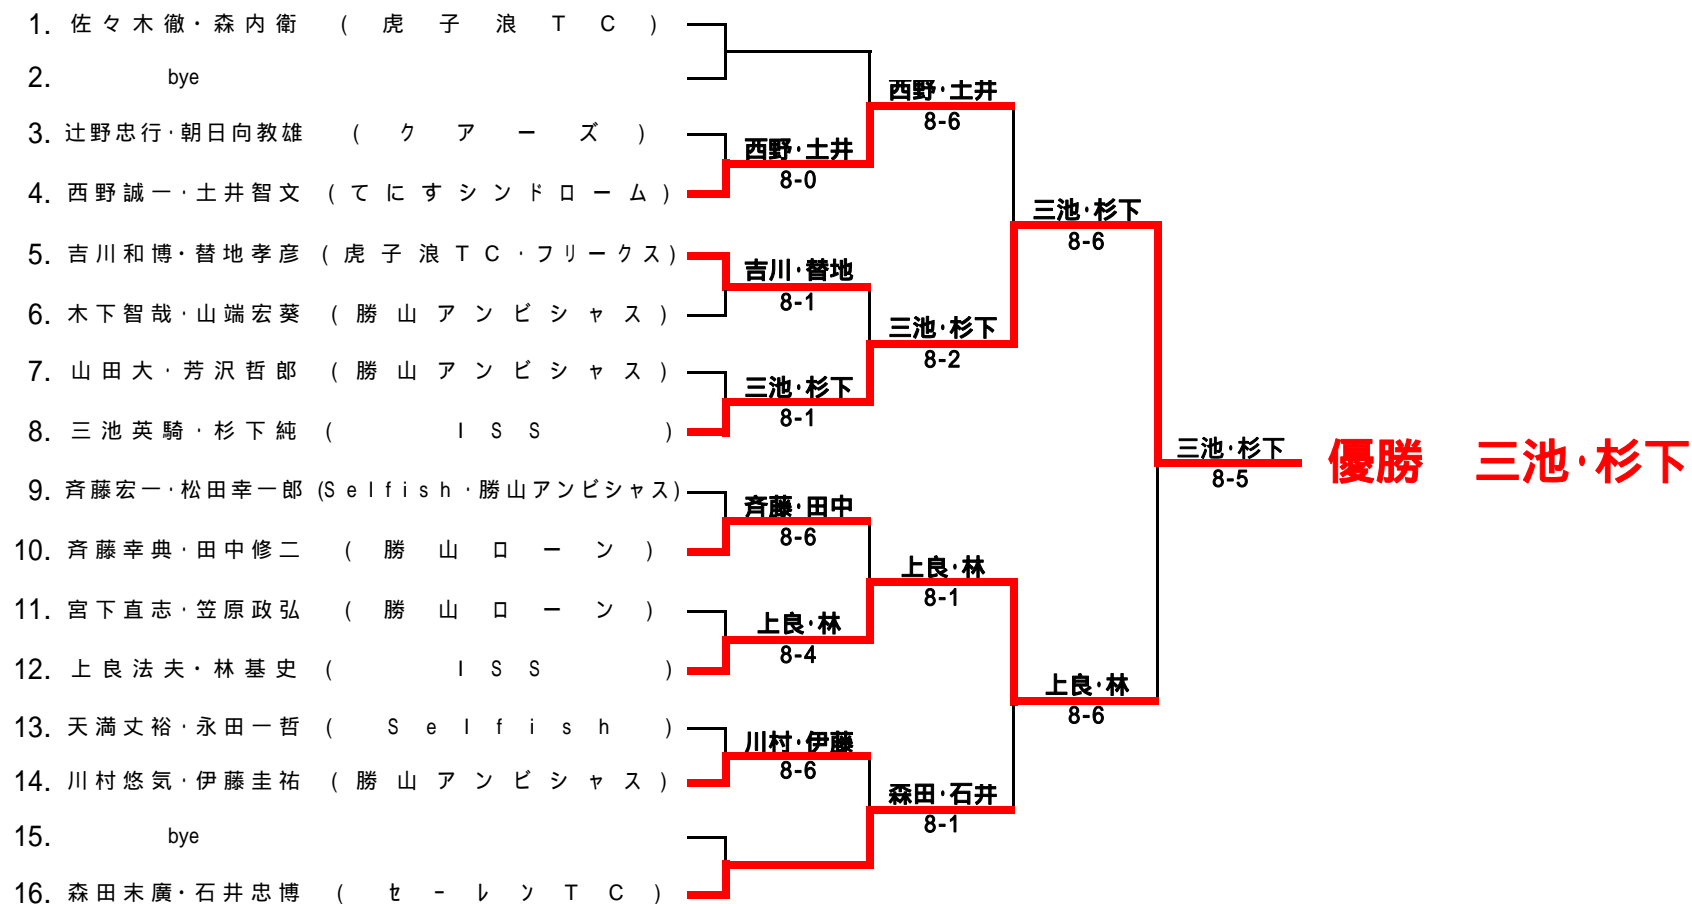 1. 佐々木徹・森内衛 (虎子浪TC)
2. bye
西野・土井
8-6
3. 辻野忠行・朝日向教雄 (クアーズ)
西野・土井
8-0
4. 西野誠一・土井智文 (てにすシンドローム)
三池・杉下
8-6
5. 吉川和博・替地孝彦 (虎子浪TC・フリークス)
吉川・替地
8-1
6. 木下智哉・山端宏葵 (勝山アンビシャス)
三池・杉下
8-2
7. 山田大・芳沢哲郎 (勝山アンビシャス)
三池・杉下
8-1
8. 三池英騎・杉下純 (ISS)
三池・杉下
8-5
優勝 三池・杉下
9. 斉藤宏一・松田幸一郎 (Selfish・勝山アンビシャス)
斉藤・田中
8-6
10. 斉藤幸典・田中修二 (勝山ローン)
上良・林
8-1
11. 宮下直志・笠原政弘 (勝山ローン)
上良・林
8-4
12. 上良法夫・林基史 (ISS)
上良・林
8-6
13. 天満丈裕・永田一哲 (Selfish)
川村・伊藤
8-6
14. 川村悠気・伊藤圭祐 (勝山アンビシャス)
森田・石井
8-1
15. bye
16. 森田末廣・石井忠博 (セーレンTC)